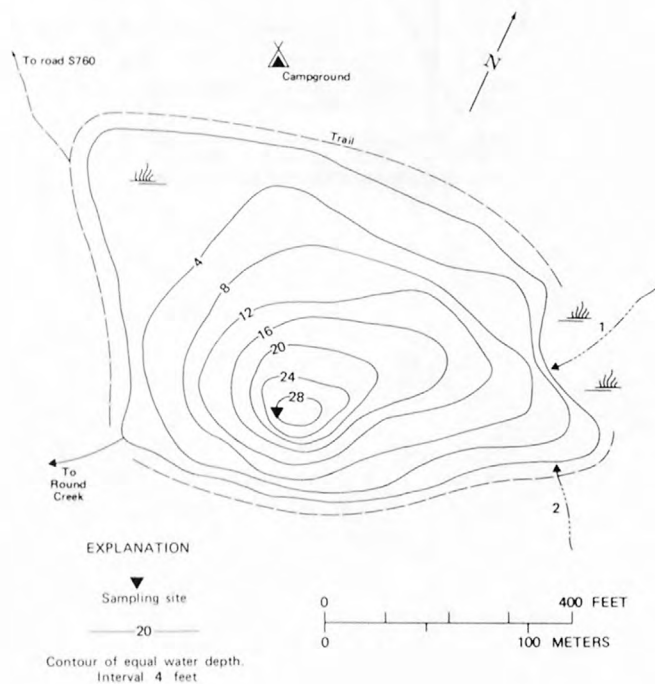 To road S760
Campground
N
Trail
4
8
12
16
20
24
28
1
2
To
Round
Creek
EXPLANATION
Sampling site
20
Contour of equal water depth.
Interval 4 feet
0 400 FEET
0 100 METERS